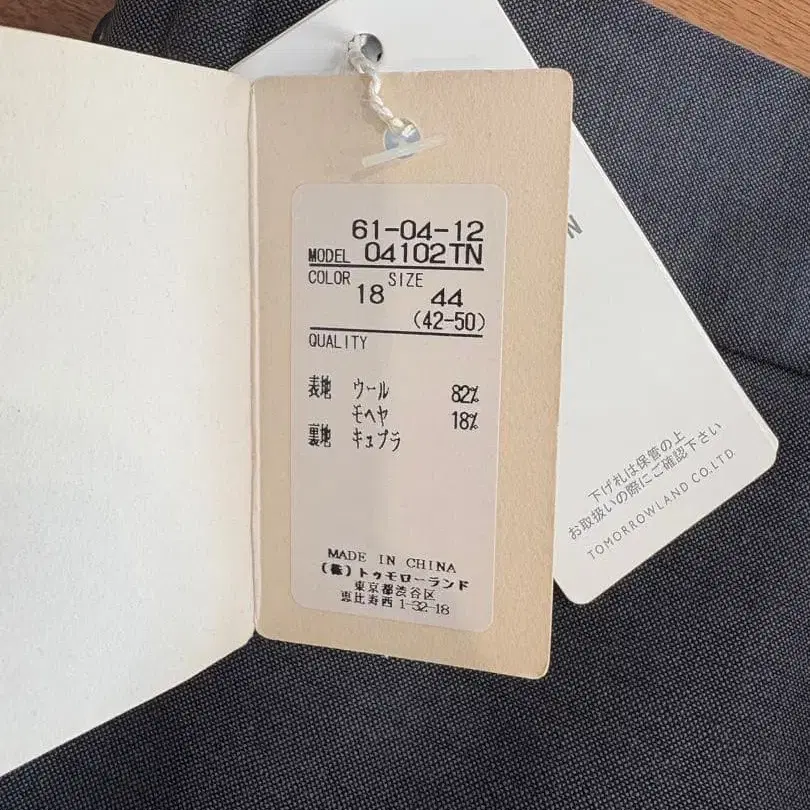 61-04-12
MODEL 04102TN
COLOR SIZE
18 44
(42-50)
QUALITY
表地 ウール 82%
モヘヤ 18%
裏地 キュプラ
MADE IN CHINA
(株)トゥモローランド
東京都渋谷区
恵比寿西 1-32-18
N
下げ札は保管の上
お取扱いの際にご確認下さい
TOMORROWLAND CO.,LTD.